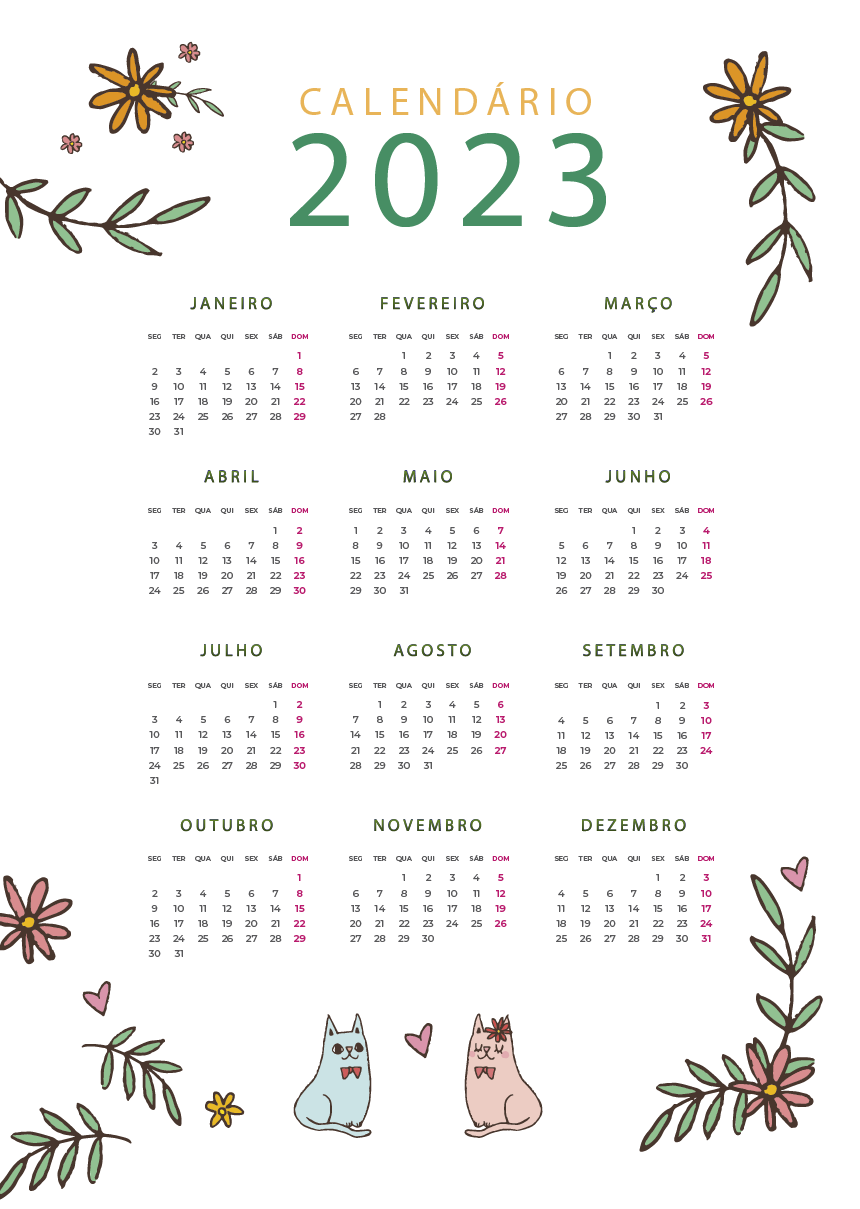 CALENDÁRIO
2023
JANEIRO
SEG TER QUA QUI SEX SÁB DOM
1
2 3 4 5 6 7 8
9 10 11 12 13 14 15
16 17 18 19 20 21 22
23 24 25 26 27 28 29
30 31
FEVEREIRO
SEG TER QUA QUI SEX SÁB DOM
1 2 3 4 5
6 7 8 9 10 11 12
13 14 15 16 17 18 19
20 21 22 23 24 25 26
27 28
MARÇO
SEG TER QUA QUI SEX SÁB DOM
1 2 3 4 5
6 7 8 9 10 11 12
13 14 15 16 17 18 19
20 21 22 23 24 25 26
27 28 29 30 31
ABRIL
SEG TER QUA QUI SEX SÁB DOM
1 2
3 4 5 6 7 8 9
10 11 12 13 14 15 16
17 18 19 20 21 22 23
24 25 26 27 28 29 30
MAIO
SEG TER QUA QUI SEX SÁB DOM
1 2 3 4 5 6 7
8 9 10 11 12 13 14
15 16 17 18 19 20 21
22 23 24 25 26 27 28
29 30 31
JUNHO
SEG TER QUA QUI SEX SÁB DOM
1 2 3 4
5 6 7 8 9 10 11
12 13 14 15 16 17 18
19 20 21 22 23 24 25
26 27 28 29 30
JULHO
SEG TER QUA QUI SEX SÁB DOM
1 2
3 4 5 6 7 8 9
10 11 12 13 14 15 16
17 18 19 20 21 22 23
24 25 26 27 28 29 30
31
AGOSTO
SEG TER QUA QUI SEX SÁB DOM
1 2 3 4 5 6
7 8 9 10 11 12 13
14 15 16 17 18 19 20
21 22 23 24 25 26 27
28 29 30 31
SETEMBRO
SEG TER QUA QUI SEX SÁB DOM
1 2 3
4 5 6 7 8 9 10
11 12 13 14 15 16 17
18 19 20 21 22 23 24
25 26 27 28 29 30
OUTUBRO
SEG TER QUA QUI SEX SÁB DOM
1
2 3 4 5 6 7 8
9 10 11 12 13 14 15
16 17 18 19 20 21 22
23 24 25 26 27 28 29
30 31
NOVEMBRO
SEG TER QUA QUI SEX SÁB DOM
1 2 3 4 5
6 7 8 9 10 11 12
13 14 15 16 17 18 19
20 21 22 23 24 25 26
27 28 29 30
DEZEMBRO
SEG TER QUA QUI SEX SÁB DOM
1 2 3
4 5 6 7 8 9 10
11 12 13 14 15 16 17
18 19 20 21 22 23 24
25 26 27 28 29 30 31